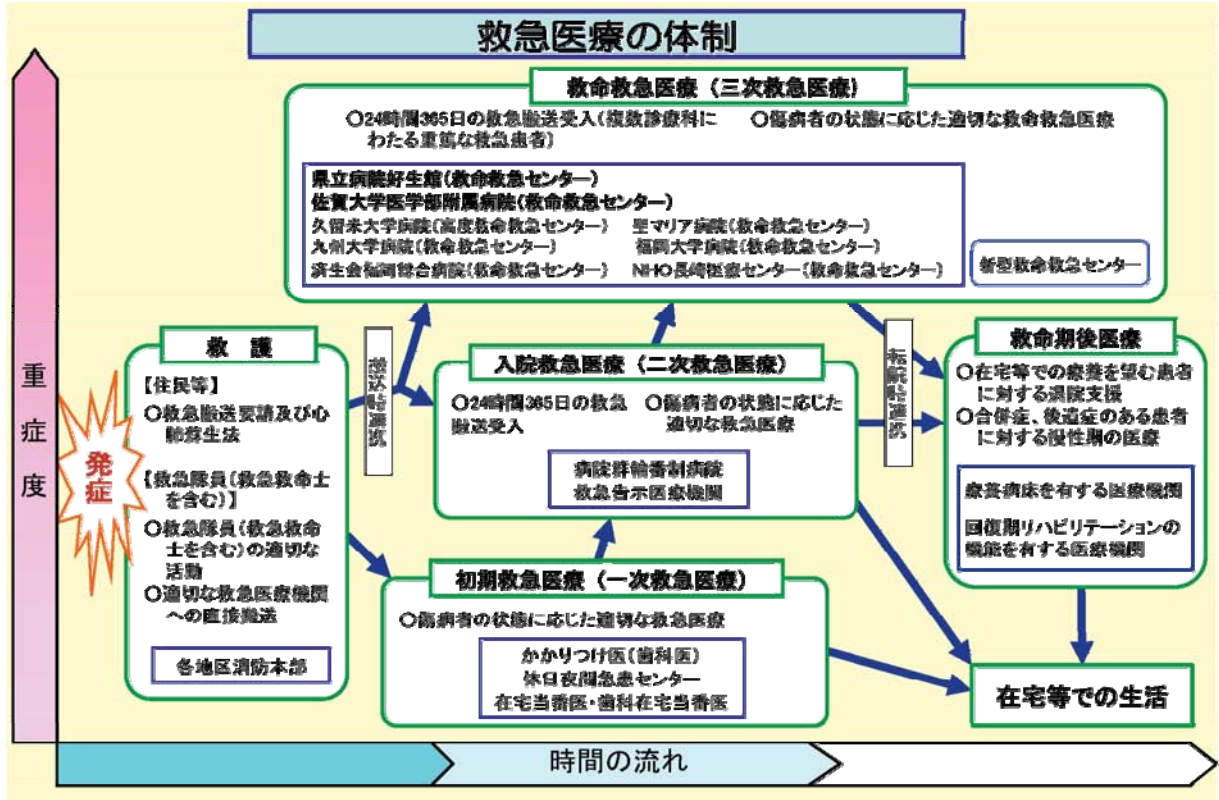 救急医療の体制
救命救急医療（三次救急医療）
○24時間365日の救急搬送受入(複数診療科に
わたる重篤な救急患者)
○傷病者の状態に応じた適切な救命救急医療
県立病院好生館(救命救急センター)
佐賀大学医学部附属病院(救命救急センター)
久留米大学病院(高度救命救急センター)
聖マリア病院(救命救急センター)
九州大学病院(救命救急センター)
福岡大学病院(救命救急センター)
済生会福岡総合病院(救命救急センター)
NHO長崎医療センター(救命救急センター)
新型救命救急センター
重症度
発症
救護
【住民等】
○救急搬送要請及び心
肺蘇生法
【救急隊員(救急救命士
を含む)】
○救急隊員(救急救命
士を含む)の適切な
活動
○適切な救急医療機関
への直接搬送
各地区消防本部
搬送時連携
入院救急医療（二次救急医療）
○24時間365日の救急
搬送受入
○傷病者の状態に応じた
適切な救急医療
病院群輪番制病院
救急告示医療機関
初期救急医療（一次救急医療）
○傷病者の状態に応じた適切な救急医療
かかりつけ医(歯科医)
休日夜間急患センター
在宅当番医・歯科在宅当番医
転院時連携
救命期後医療
○在宅等での療養を望む患者
に対する退院支援
○合併症、後遺症のある患者
に対する慢性期の医療
療養病床を有する医療機関
回復期リハビリテーションの
機能を有する医療機関
在宅等での生活
時間の流れ